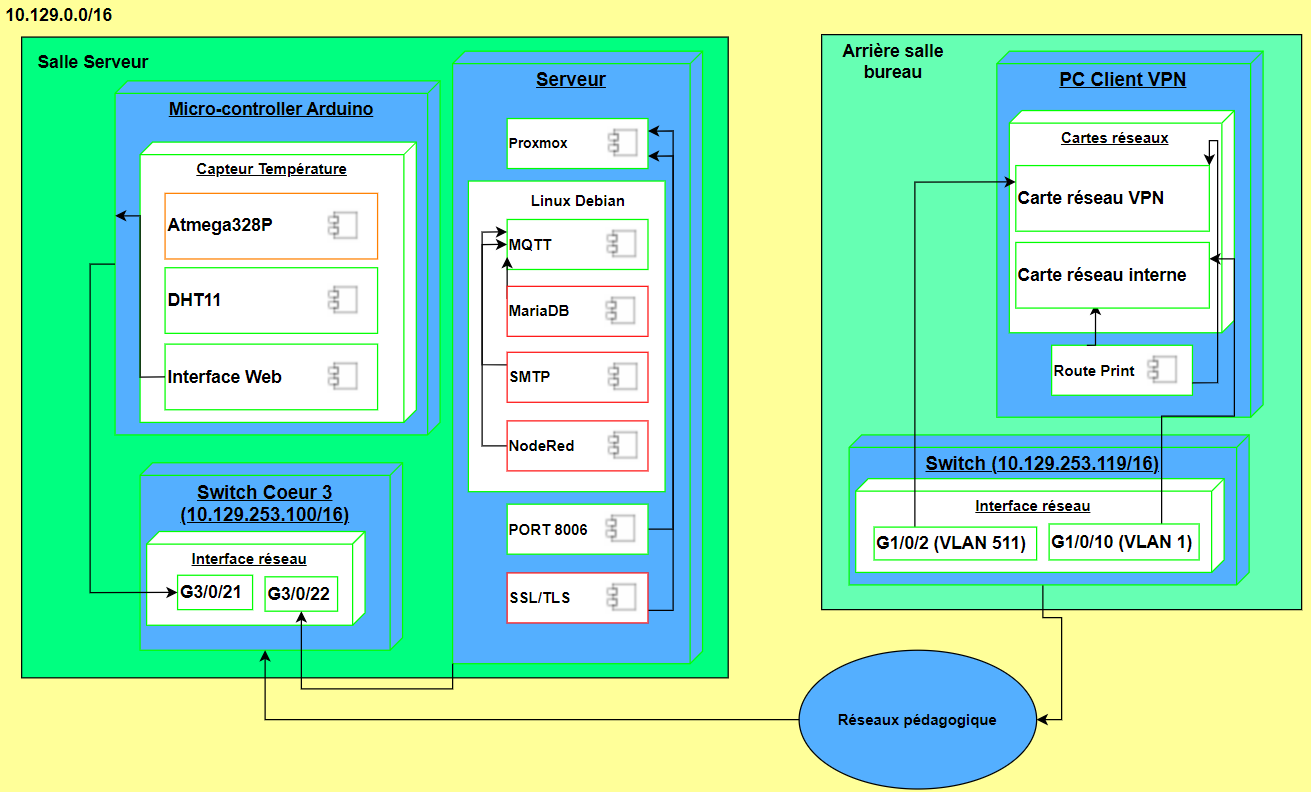 10.129.0.0/16
Salle Serveur
Micro-controller Arduino
Capteur Température
Atmega328P
DHT11
Interface Web
Switch Coeur 3
(10.129.253.100/16)
Interface réseau
G3/0/21
G3/0/22
Serveur
Proxmox
Linux Debian
MQTT
MariaDB
SMTP
NodeRed
PORT 8006
SSL/TLS
Arrière salle
bureau
PC Client VPN
Cartes réseaux
Carte réseau VPN
Carte réseau interne
Route Print
Switch (10.129.253.119/16)
Interface réseau
G1/0/2 (VLAN 511)
G1/0/10 (VLAN 1)
Réseaux pédagogique